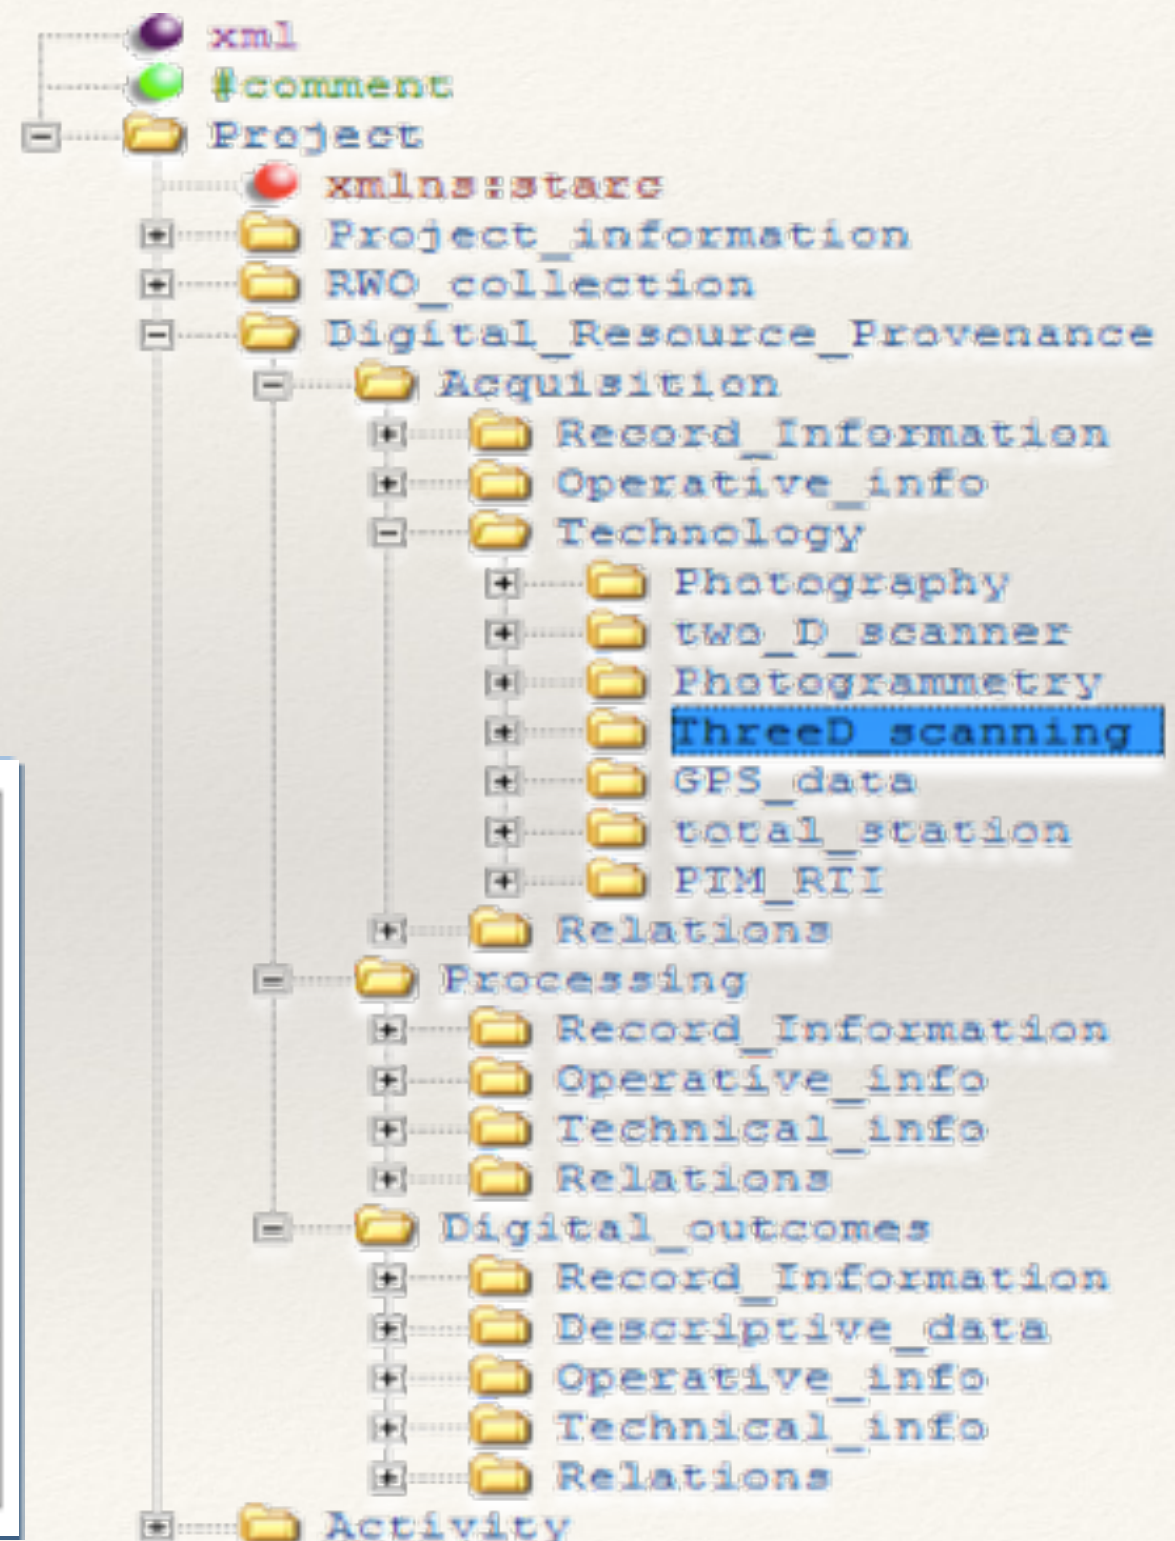 xml
#comment
Project
xmlns:starc
Project_information
RWO_collection
Digital_Resource_Provenance
Acquisition
Record_Information
Operative_info
Technology
Photography
two_D_scanner
Photogrammetry
ThreeD_scanning
GPS_data
total_station
PTM_RTI
Relations
Processing
Record_Information
Operative_info
Technical_info
Relations
Digital_outcomes
Record_Information
Descriptive_data
Operative_info
Technical_info
Relations
Activity